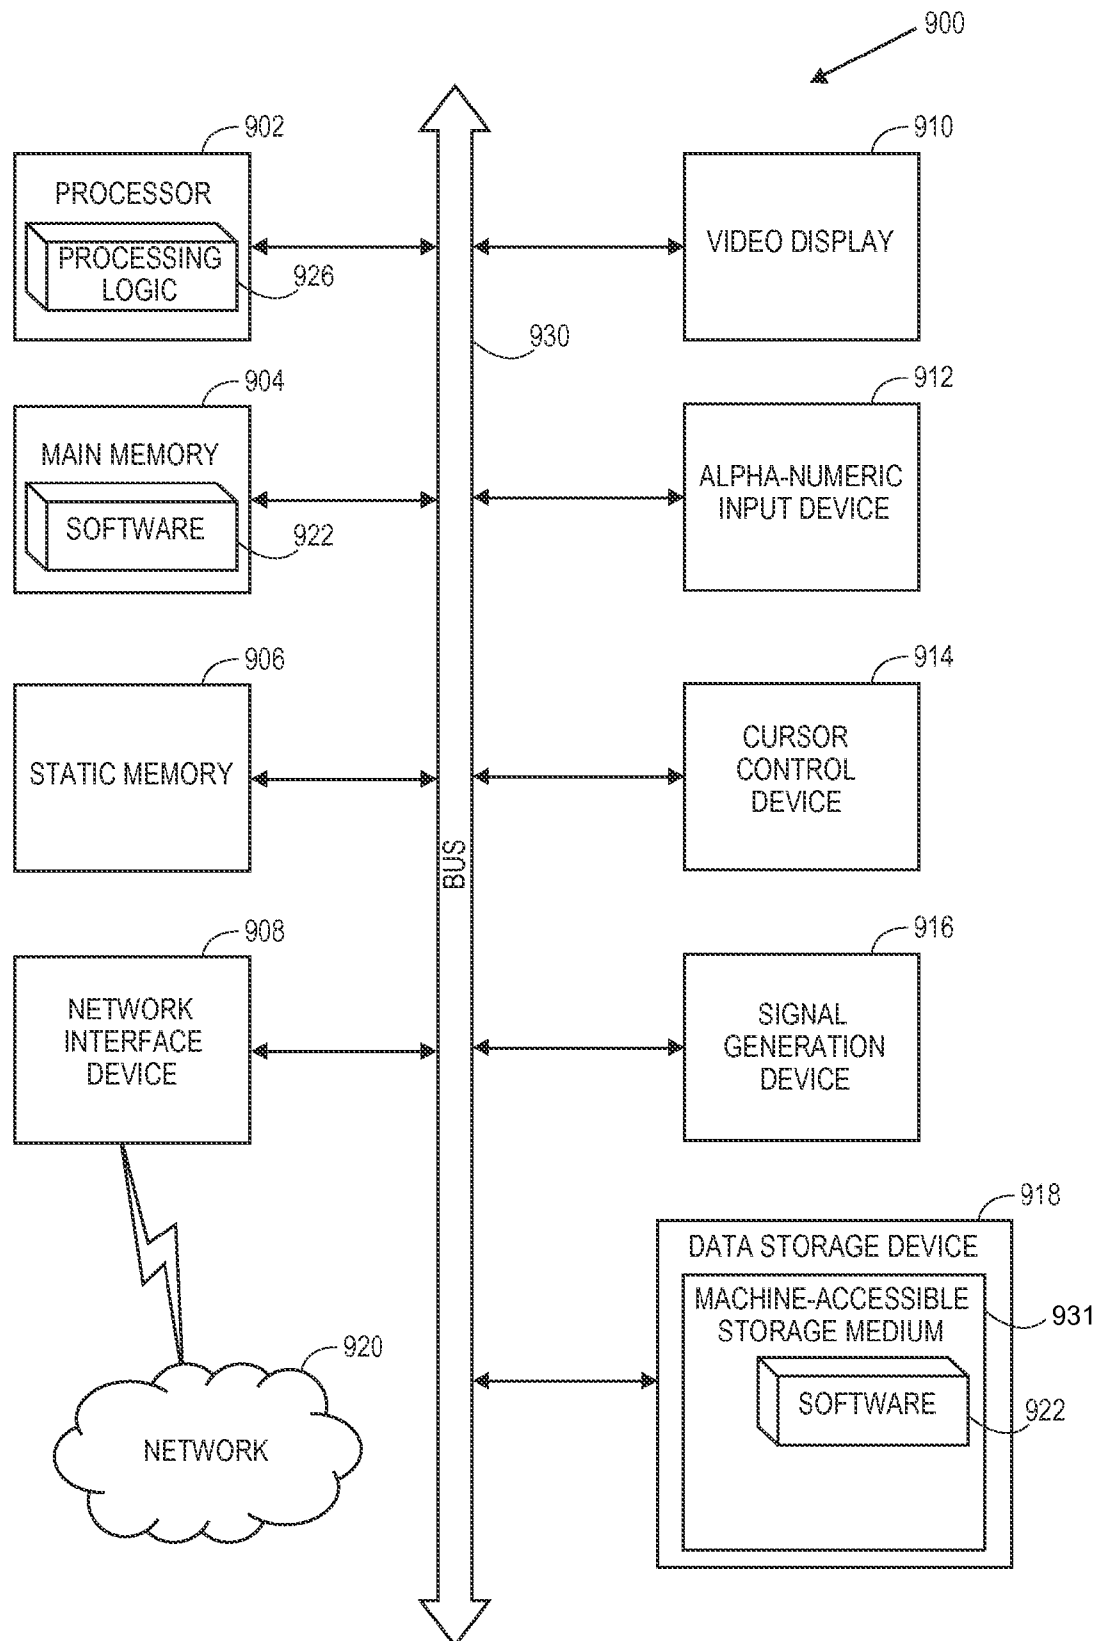 900
902
PROCESSOR
PROCESSING
LOGIC
926
910
VIDEO DISPLAY
930
904
MAIN MEMORY
SOFTWARE
922
912
ALPHA-NUMERIC
INPUT DEVICE
906
STATIC MEMORY
914
CURSOR
CONTROL
DEVICE
BUS
908
NETWORK
INTERFACE
DEVICE
916
SIGNAL
GENERATION
DEVICE
920
NETWORK
918
DATA STORAGE DEVICE
MACHINE-ACCESSIBLE
STORAGE MEDIUM
931
SOFTWARE
922